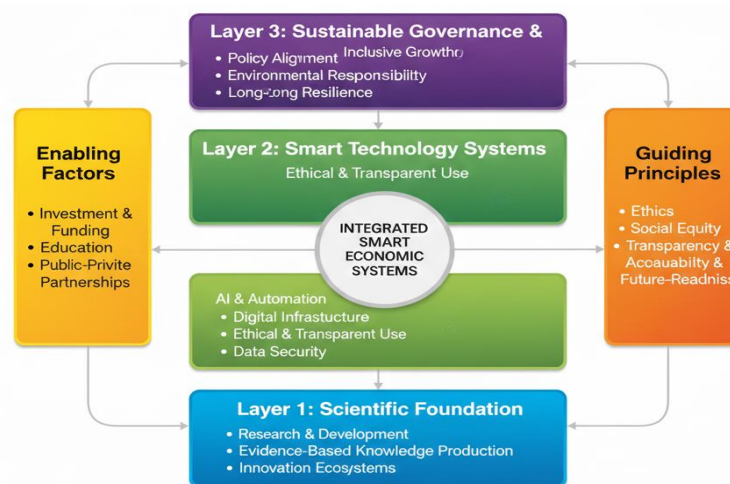 Layer 3: Sustainable Governance &
• Policy Aligment Inclusive Growtho
• Environmental Responsibility
• Long-Long Resilience
Enabling
Factors
• Investment &
Funding
• Education
• Public-Privite
Partnerships
Layer 2: Smart Technology Systems
Ethical & Transparent Use
INTEGRATED
SMART
ECONOMIC
SYSTEMS
AI & Automation
• Digital Infrastucture
• Ethical & Transparent Use
• Data Security
Guiding
Principles
• Ethics
• Social Equity
• Transparency &
Accauabilty &
Future-Readniss
Layer 1: Scientific Foundation
• Research & Development
• Evidence-Based Knowledge Production
• Innovation Ecosystems